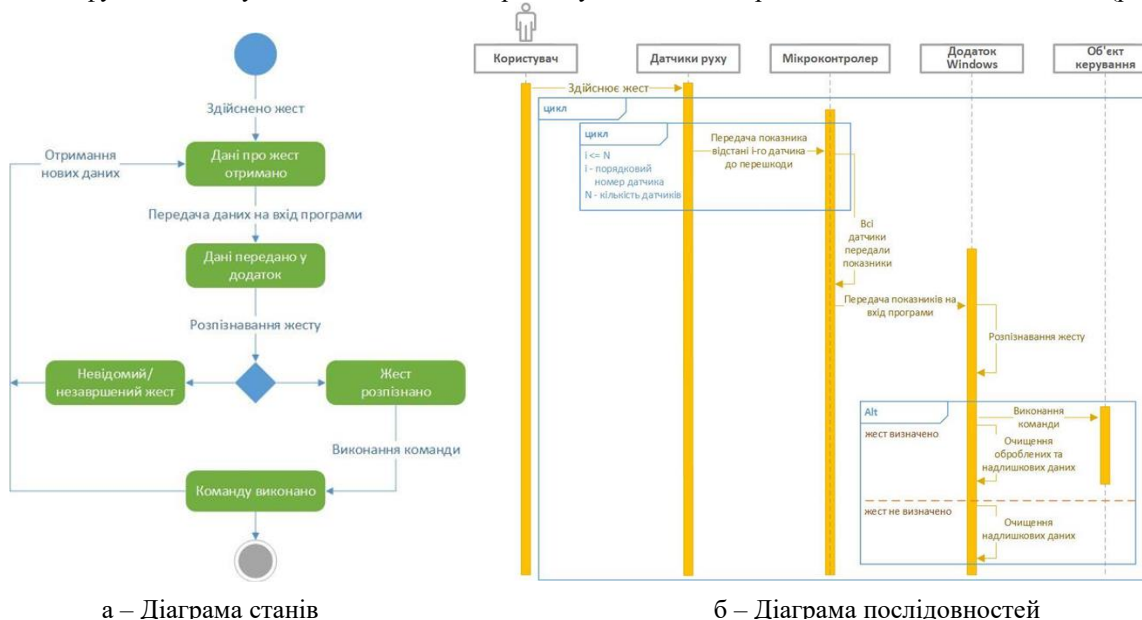 Здійснено жест
Отримання
нових даних
Дані про жест
отримано
Передача даних на вхід програми
Дані передано у
додаток
Розпізнавання жесту
Невідомий/
незавршений жест
Жест
розпізнано
Виконання команди
Команду виконано
а – Діаграма станів
Користувач
Датчики руху
Мікроконтролер
Додаток
Windows
Об'єкт
керування
Здійснює жест
цикл
цикл
i <= N
I - порядковий
номер датчика
N - кількість датчиків
Передача показника
відстані i-го датчика
до перешкоди
Всі
датчики
передали
показники
Передача показників на
вхід програми
Розпізнавання жесту
Alt
жест визначено
Виконання
команди
Очищення
оброблених та
надлишкових даних
жест не визначено
Очищення
надлишкових даних
б – Діаграма послідовностей